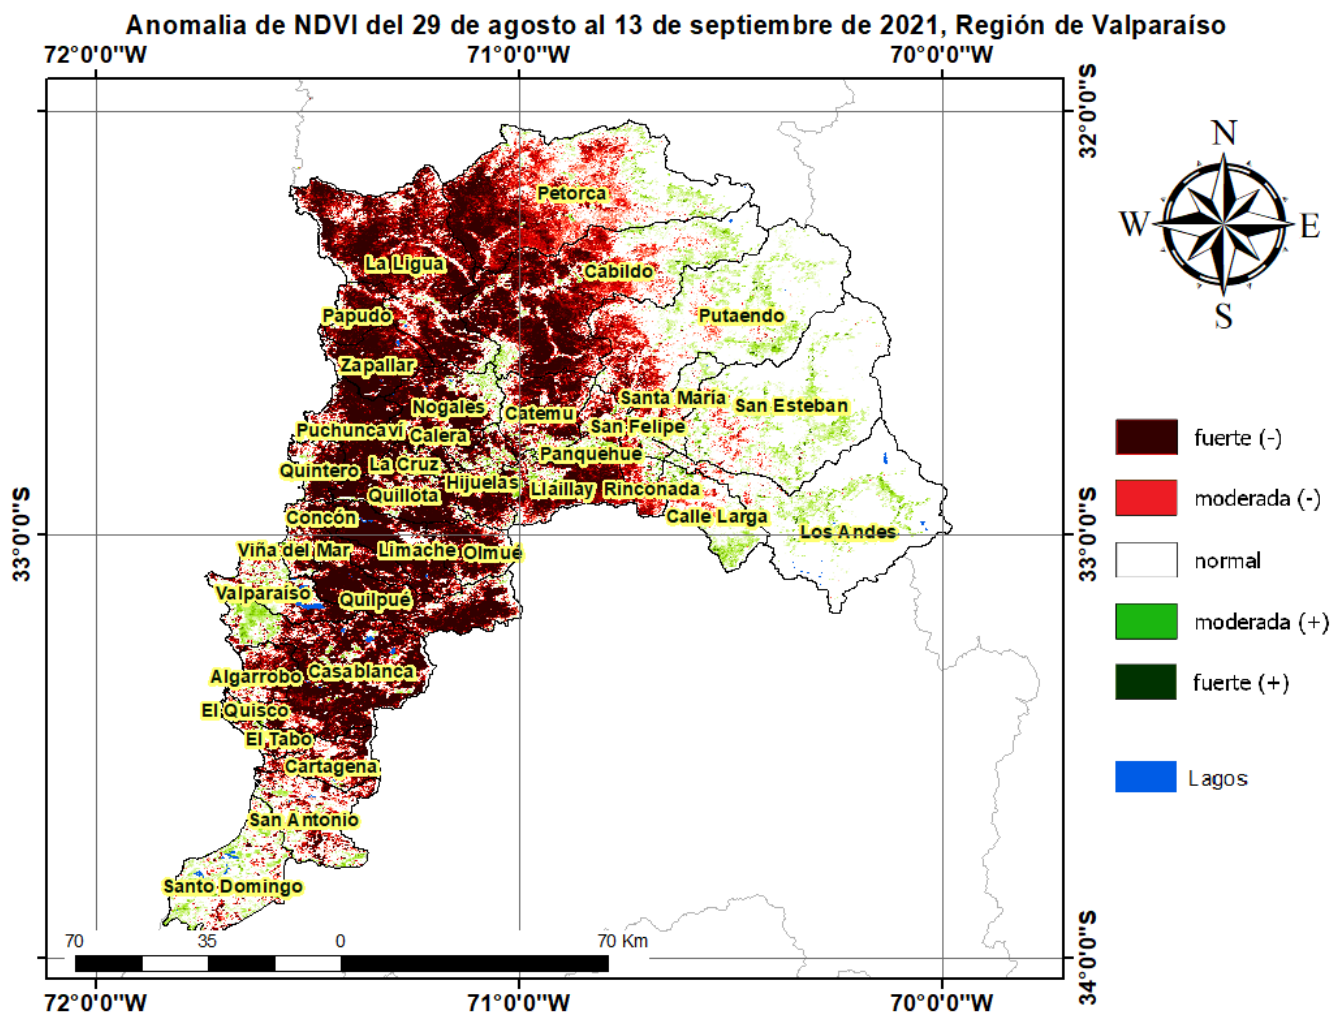 Anomalia de NDVI del 29 de agosto al 13 de septiembre de 2021, Región de Valparaíso
72°0'0"W 71°0'0"W 70°0'0"W
32°0'0"S
N
W E
S
Petorca
La Ligua
Cabildo
Papudo
Putaendo
Zapallar
Santa María
San Esteban
Nogales
Catemu
Puchuncaví
Calera
San Felipe
Panquehue
La Cruz
Quintero
Hijuelas
Llaillay
Rinconada
Quillota
Concón
Calle Larga
Los Andes
Viña del Mar
Limache
Olmué
Valparaíso
Quilpué
Casablanca
Algarrobo
El Quisco
El Tabo
Cartagena
San Antonio
Santo Domingo
33°0'0"S
33°0'0"S
fuerte (-)
moderada (-)
normal
moderada (+)
fuerte (+)
Lagos
70 35 0 70 Km
34°0'0"S
72°0'0"W 71°0'0"W 70°0'0"W